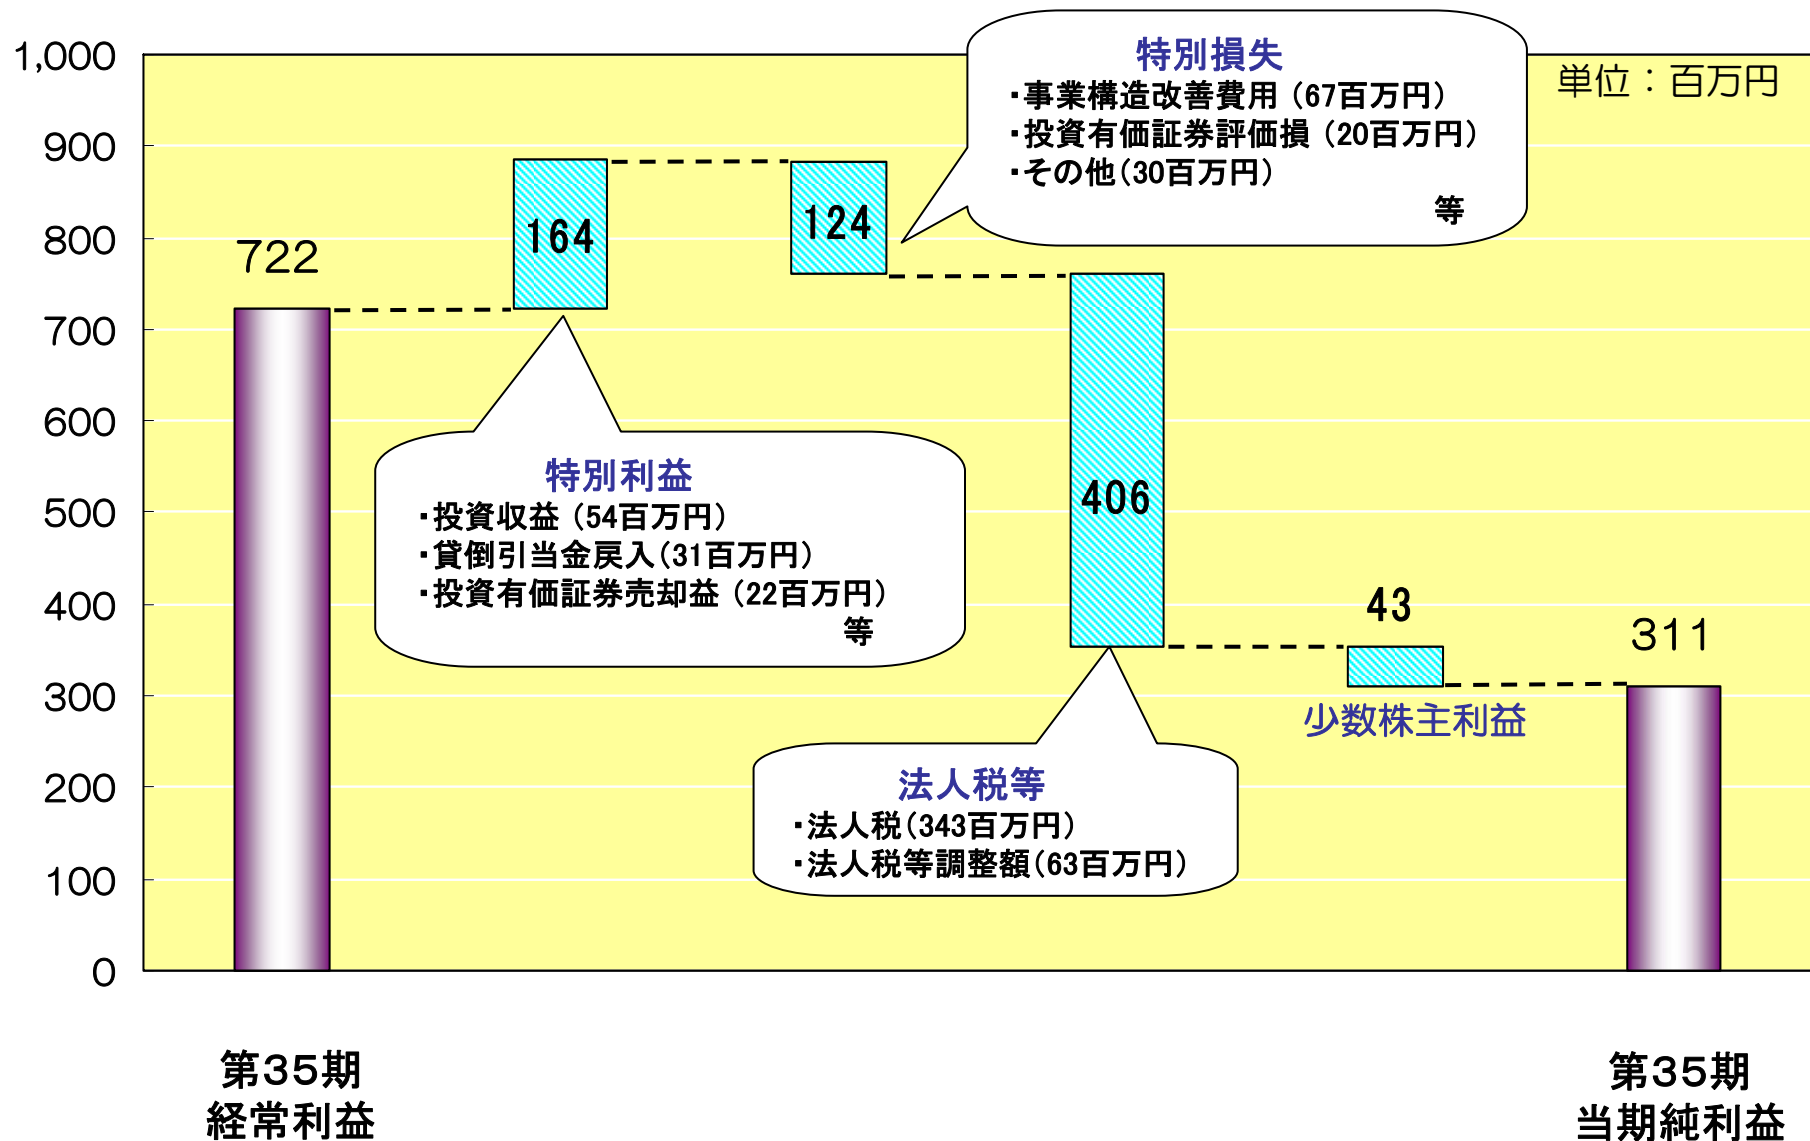 単位：百万円
1,000
900
800
700
600
500
400
300
200
100
0
722
164
124
406
43
311
特別損失
・事業構造改善費用（67百万円）
・投資有価証券評価損（20百万円）
・その他（30百万円）
等
特別利益
・投資収益（54百万円）
・貸倒引当金戻入（31百万円）
・投資有価証券売却益（22百万円）
等
法人税等
・法人税（343百万円）
・法人税等調整額（63百万円）
少数株主利益
第35期
経常利益
第35期
当期純利益